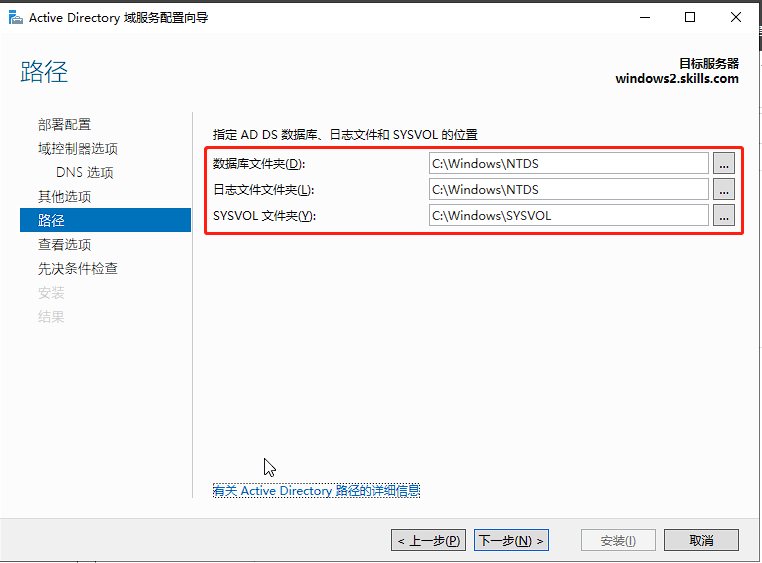 Active Directory 域服务配置向导
路径
目标服务器
windows2.skills.com
部署配置
域控制器选项
DNS 选项
其他选项
路径
查看选项
先决条件检查
安装
结果
指定 AD DS 数据库、日志文件和 SYSVOL 的位置
数据库文件夹(D): C:\Windows\NTDS ...
日志文件文件夹(L): C:\Windows\NTDS ...
SYSVOL 文件夹(Y): C:\Windows\SYSVOL ...
有关 Active Directory 路径的详细信息
< 上一步(P) 下一步(N) > 安装(I) 取消